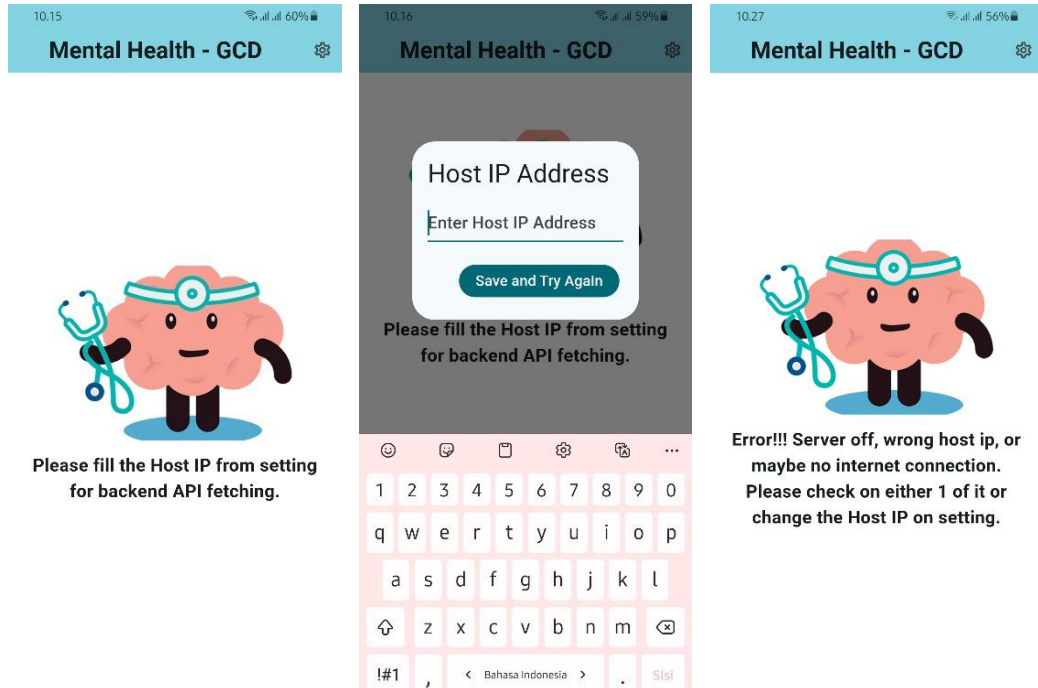 10.15
60%
Mental Health - GCD
Please fill the Host IP from setting
for backend API fetching.
10.16
59%
Mental Health - GCD
Host IP Address
Enter Host IP Address
Save and Try Again
Please fill the Host IP from setting
for backend API fetching.
1 2 3 4 5 6 7 8 9 0
q w e r t y u i o p
a s d f g h j k l
z x c v b n m
!#1 , < Bahasa Indonesia > . Sisi
10.27
56%
Mental Health - GCD
Error!!! Server off, wrong host ip, or
maybe no internet connection.
Please check on either 1 of it or
change the Host IP on setting.